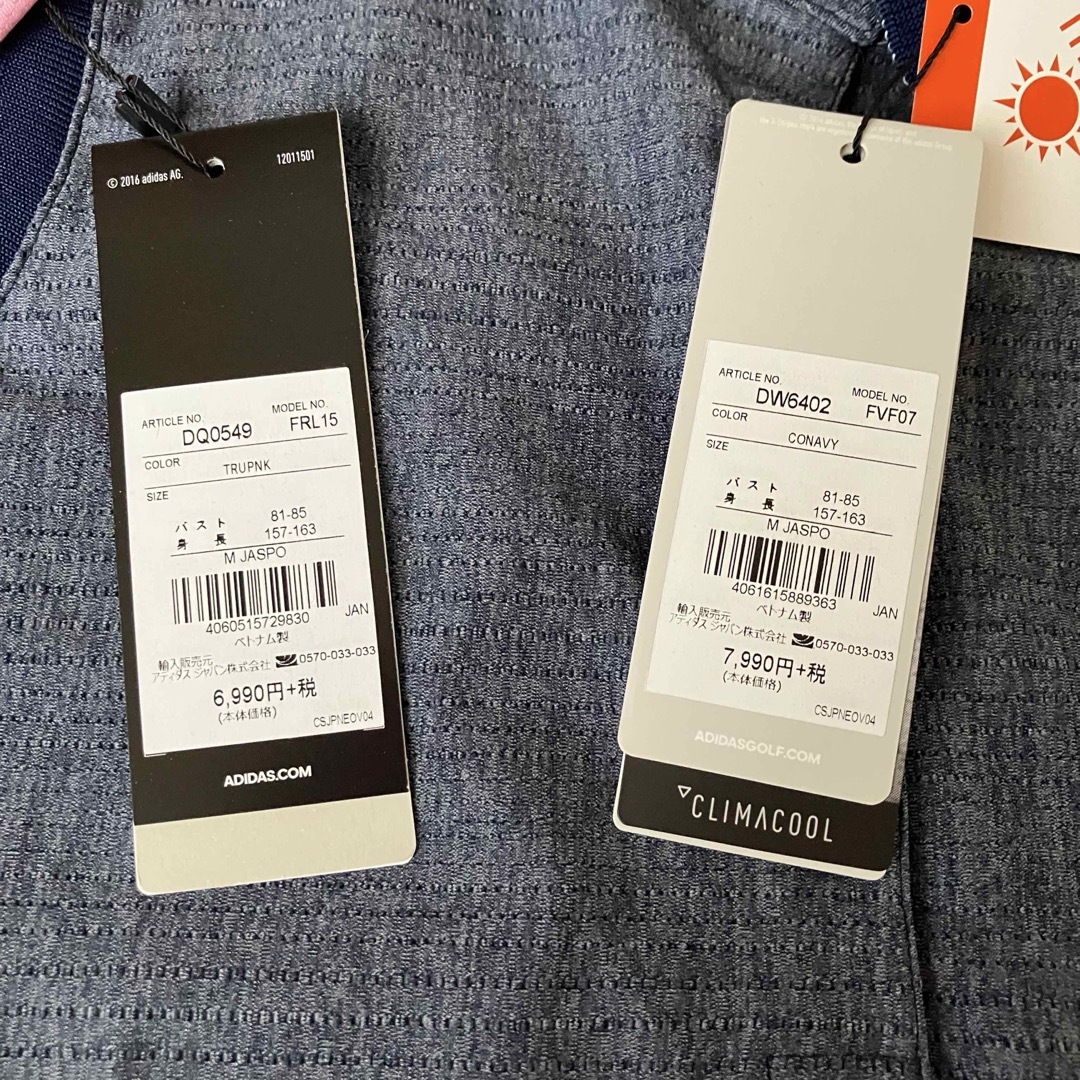 © 2016 adidas AG.
12011501
ARTICLE NO.
MODEL NO.
DQ0549
FRL15
COLOR
TRUPNK
SIZE
バスト 81-85
身長 157-163
M JASPO
4060515729830
JAN
ベトナム製
輸入販売元
アディダス ジャパン株式会社 0570-033-033
6,990円+税
(本体価格)
CSJPNEOV04
ADIDAS.COM
ARTICLE NO.
MODEL NO.
DW6402
FVF07
COLOR
CONAVY
SIZE
バスト 81-85
身長 157-163
M JASPO
4061615889363
JAN
ベトナム製
輸入販売元
アディダス ジャパン株式会社 0570-033-033
7,990円+税
(本体価格)
CSJPNEOV04
ADIDASGOLF.COM
CLIMACOOL